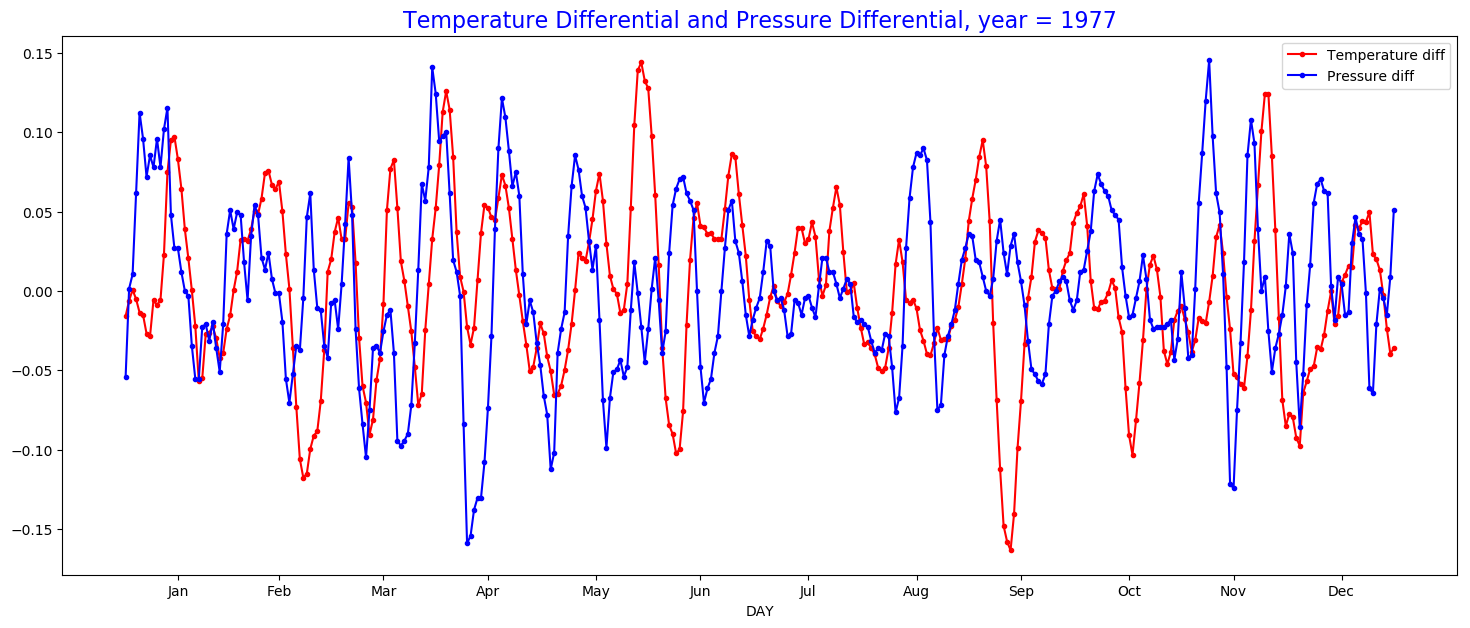 Temperature Differential and Pressure Differential, year = 1977
Temperature diff
Pressure diff
0.15
0.10
0.05
0.00
−0.05
−0.10
−0.15
Jan Feb Mar Apr May Jun Jul Aug Sep Oct Nov Dec
DAY